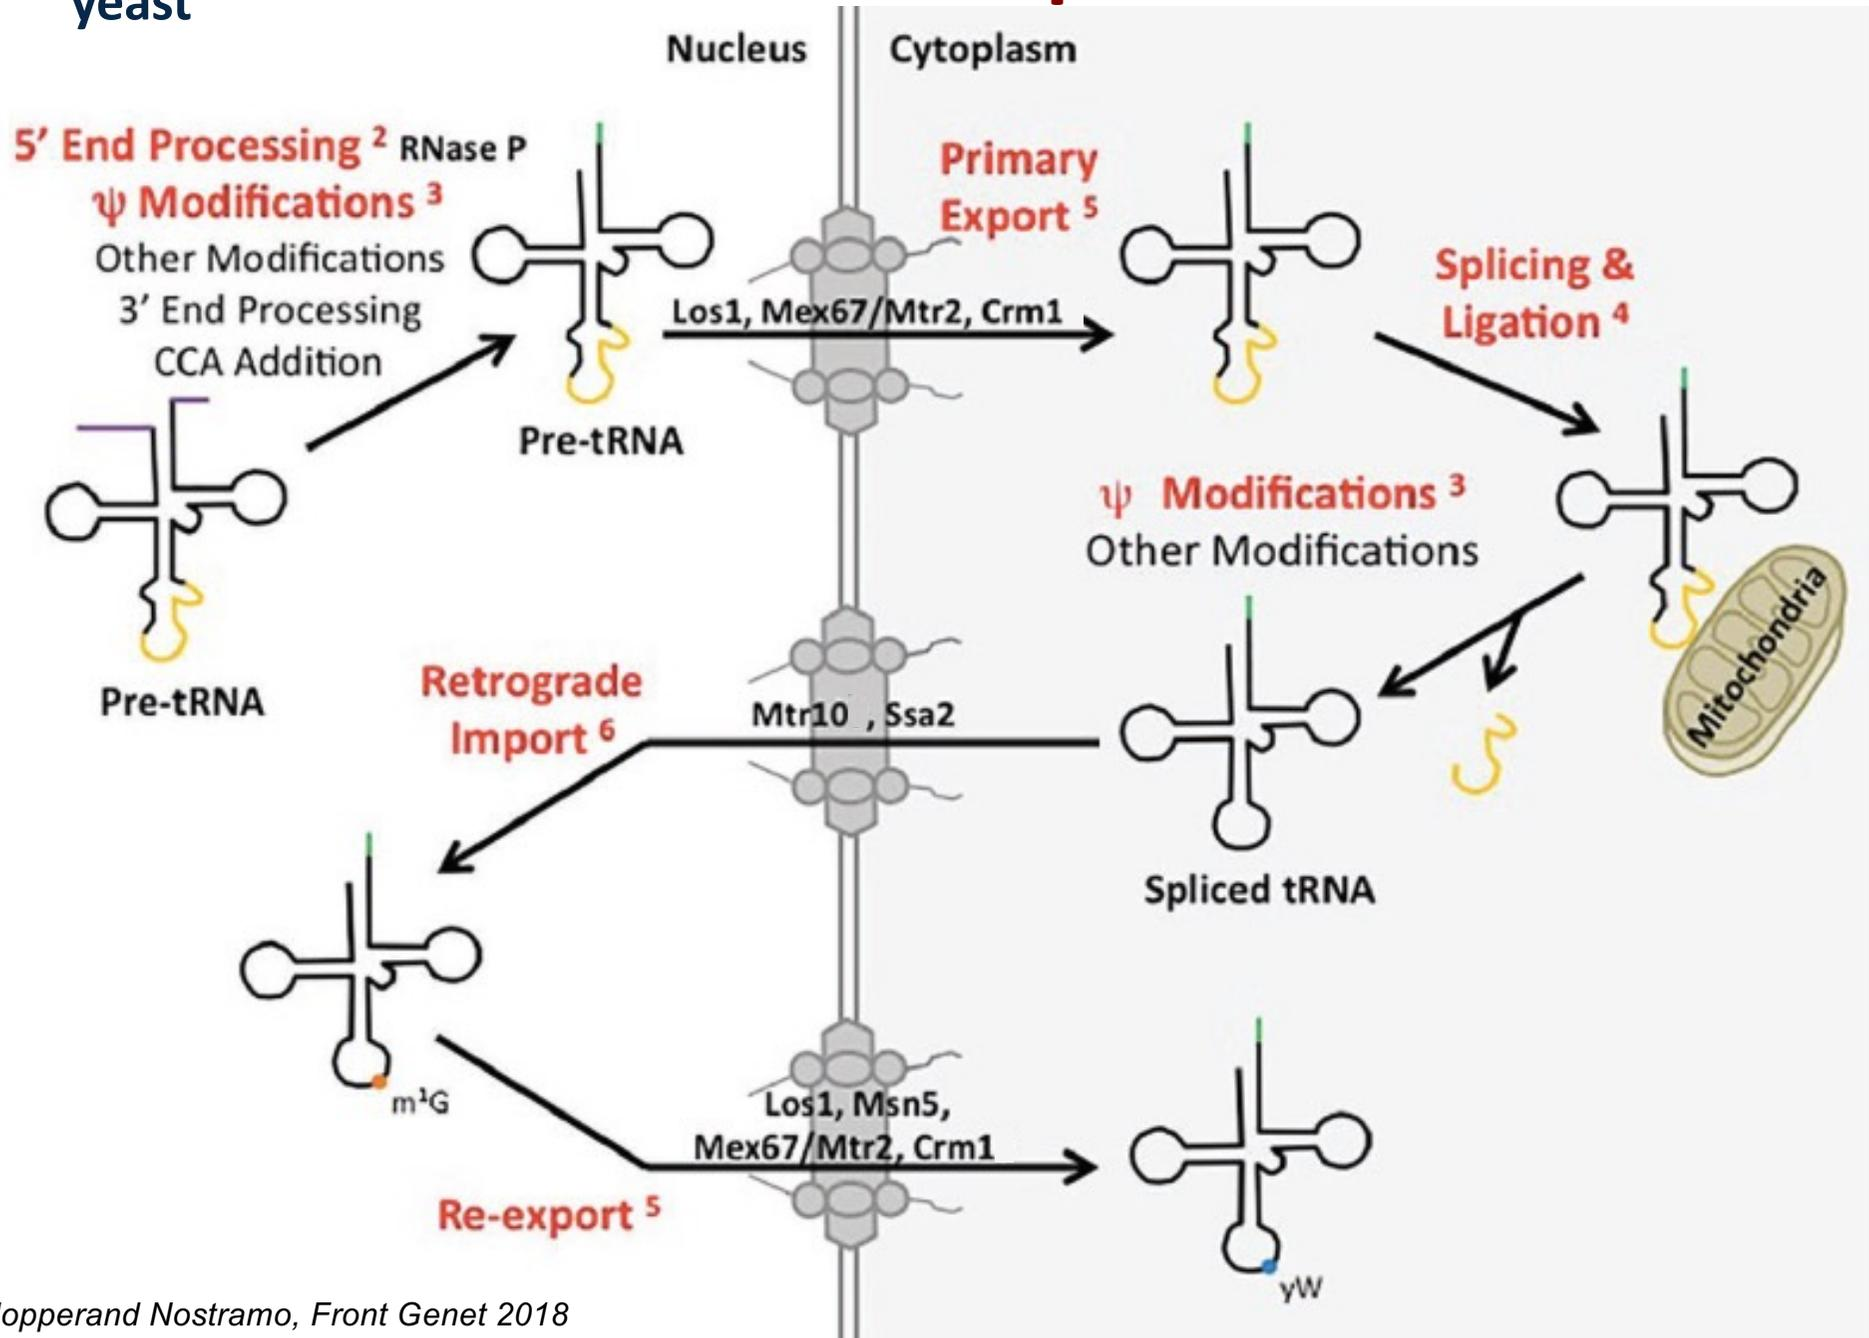 yeast
Nucleus
Cytoplasm
5′ End Processing ² RNase P
ψ Modifications ³
Other Modifications
3′ End Processing
CCA Addition
Pre-tRNA
Pre-tRNA
Primary
Export ⁵
Los1, Mex67/Mtr2, Crm1
Splicing &
Ligation ⁴
ψ Modifications ³
Other Modifications
Mitochondria
Retrograde
Import ⁶
Mtr10 , Ssa2
Spliced tRNA
m¹G
Los1, Msn5,
Mex67/Mtr2, Crm1
Re-export ⁵
yW
opperand Nostramo, Front Genet 2018